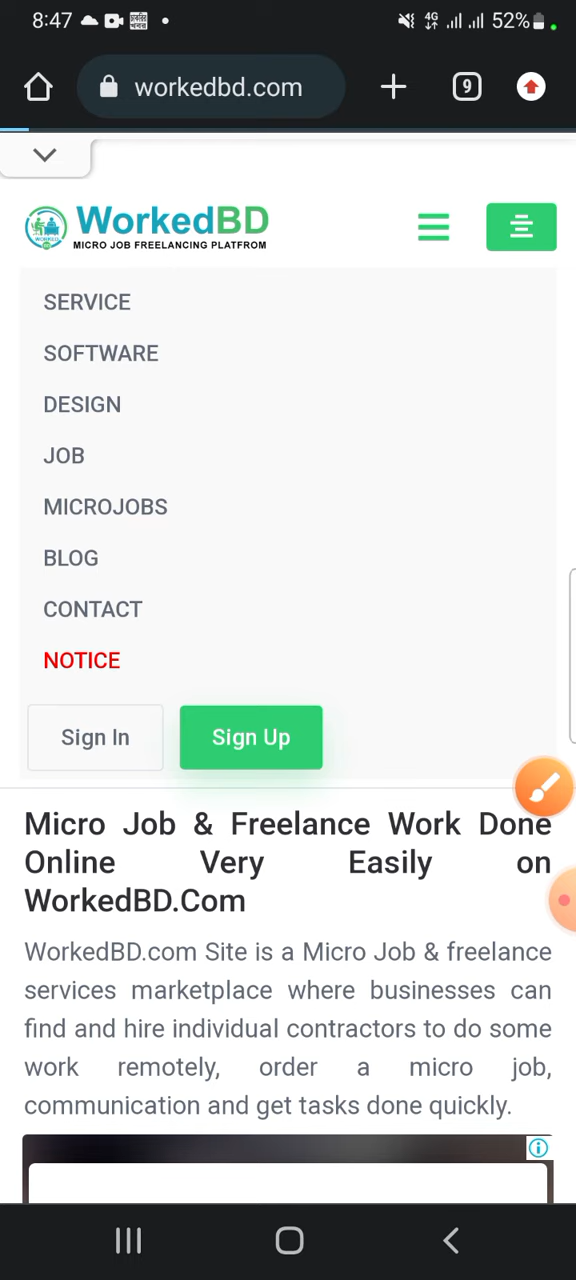 8:47
4G
52%
workedbd.com
9
WorkedBD
MICRO JOB FREELANCING PLATFROM
SERVICE
SOFTWARE
DESIGN
JOB
MICROJOBS
BLOG
CONTACT
NOTICE
Sign In
Sign Up
Micro Job & Freelance Work Done
Online Very Easily on
WorkedBD.Com
WorkedBD.com Site is a Micro Job & freelance
services marketplace where businesses can
find and hire individual contractors to do some
work remotely, order a micro job,
communication and get tasks done quickly.